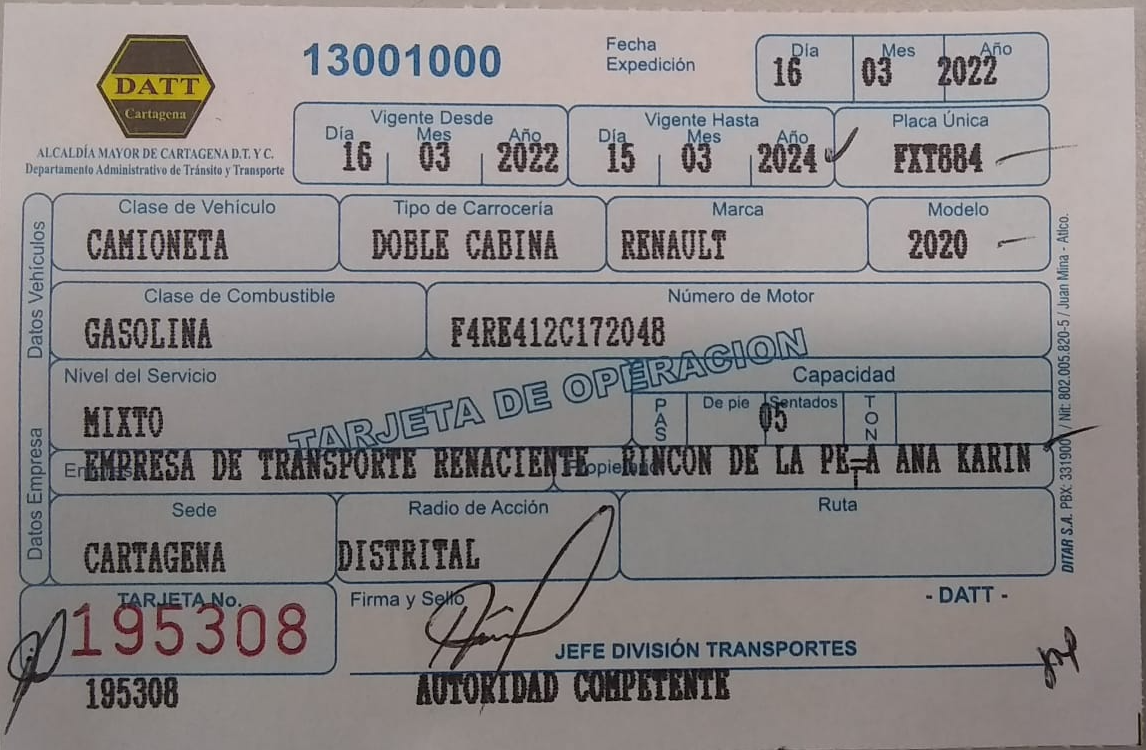 DATT
Cartagena
ALCALDÍA MAYOR DE CARTAGENA D.T. Y C.
Departamento Administrativo de Tránsito y Transporte
13001000
Fecha Expedición
Día Mes Año
16 03 2022
Vigente Desde
Día Mes Año
16 03 2022
Vigente Hasta
Día Mes Año
15 03 2024
Placa Única
FXT884
Datos Vehículos
Clase de Vehículo
CAMIONETA
Tipo de Carrocería
DOBLE CABINA
Marca
RENAULT
Modelo
2020
Clase de Combustible
GASOLINA
Número de Motor
F4RE412C172048
TARJETA DE OPERACION
Nivel del Servicio
MIXTO
Capacidad
PAS De pie Sentados TON
05
Datos Empresa
EMPRESA DE TRANSPORTE RENACIENTE RINCON DE LA ANA KARIN
Sede
CARTAGENA
Radio de Acción
DISTRITAL
Ruta
TARJETA No.
195308
195308
Firma y Sello
- DATT -
JEFE DIVISIÓN TRANSPORTES
AUTORIDAD COMPETENTE
DITAR S.A. PBX: 3319001 / Nit: 802.005.820-5 / Juan Mina - Atlco.